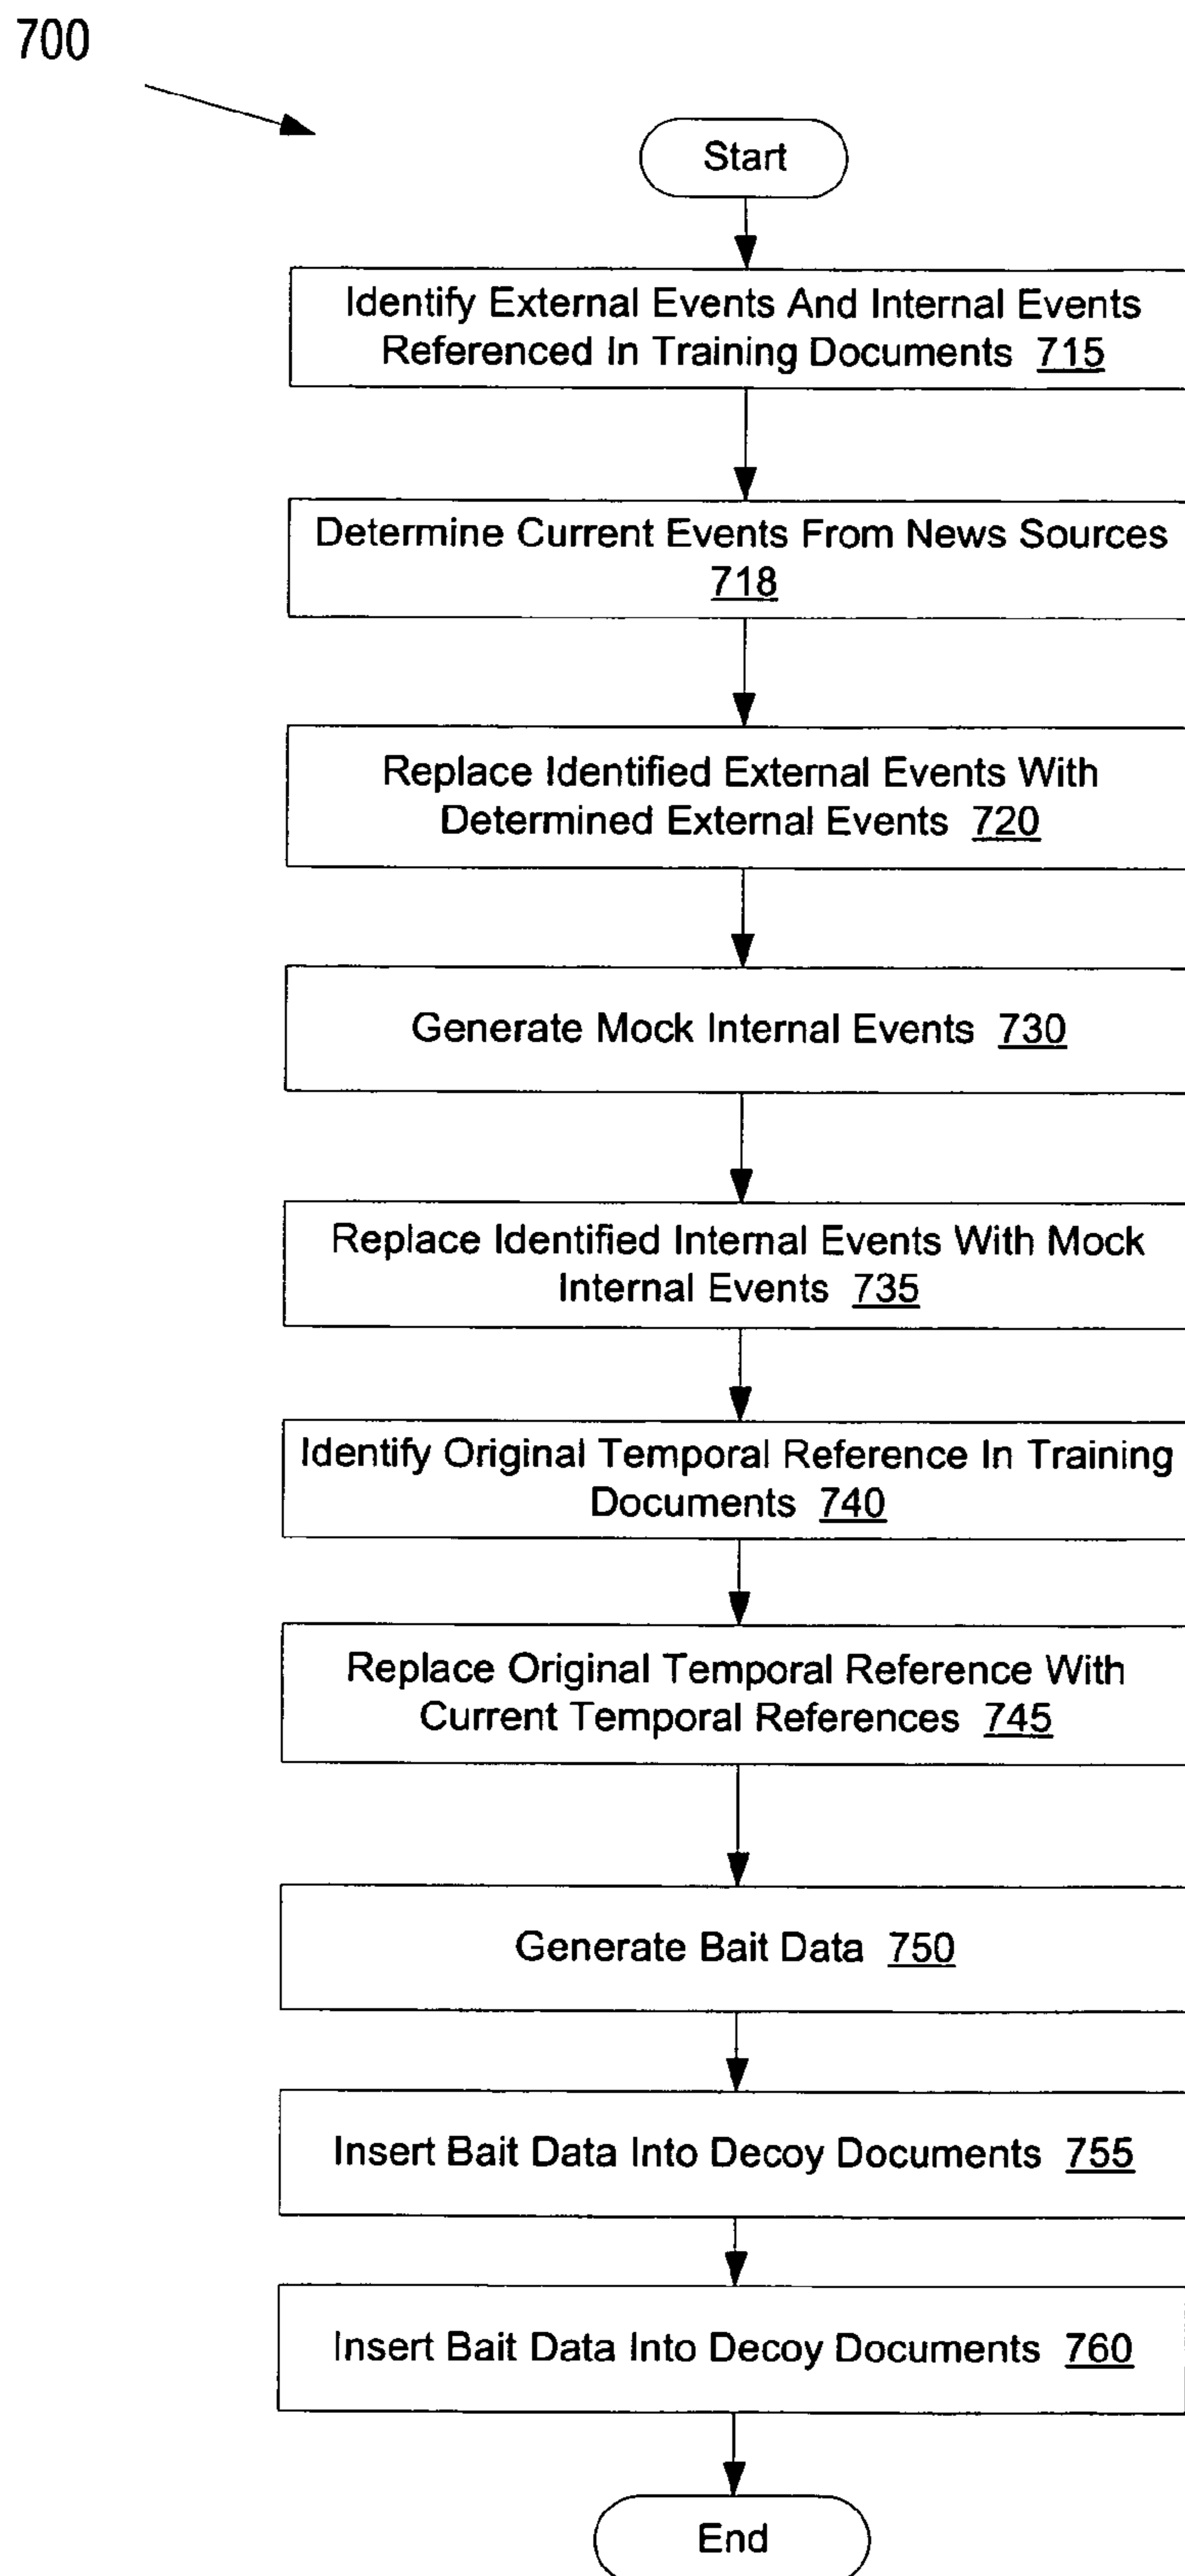 700
Start
Identify External Events And Internal Events
Referenced In Training Documents 715
Determine Current Events From News Sources
718
Replace Identified External Events With
Determined External Events 720
Generate Mock Internal Events 730
Replace Identified Internal Events With Mock
Internal Events 735
Identify Original Temporal Reference In Training
Documents 740
Replace Original Temporal Reference With
Current Temporal References 745
Generate Bait Data 750
Insert Bait Data Into Decoy Documents 755
Insert Bait Data Into Decoy Documents 760
End